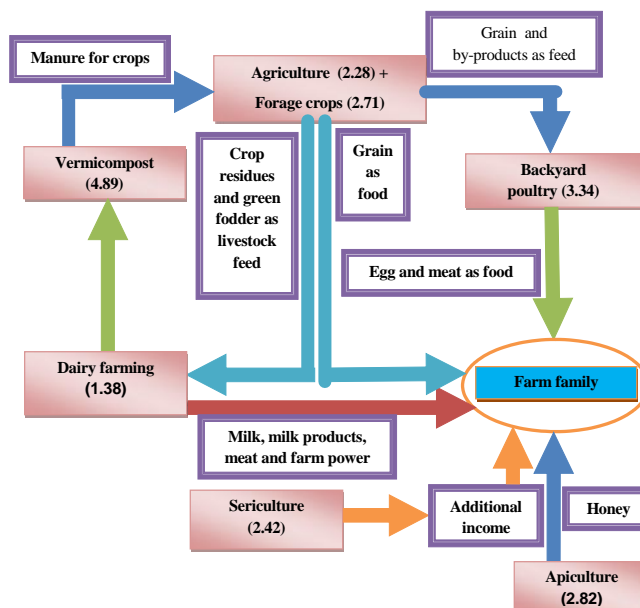 Manure for crops
Agriculture (2.28) +
Forage crops (2.71)
Grain and
by-products as feed
Vermicompost
(4.89)
Crop
residues
and green
fodder as
livestock
feed
Grain
as
food
Backyard
poultry (3.34)
Egg and meat as food
Dairy farming
(1.38)
Farm family
Milk, milk products,
meat and farm power
Sericulture
(2.42)
Additional
income
Honey
Apiculture
(2.82)